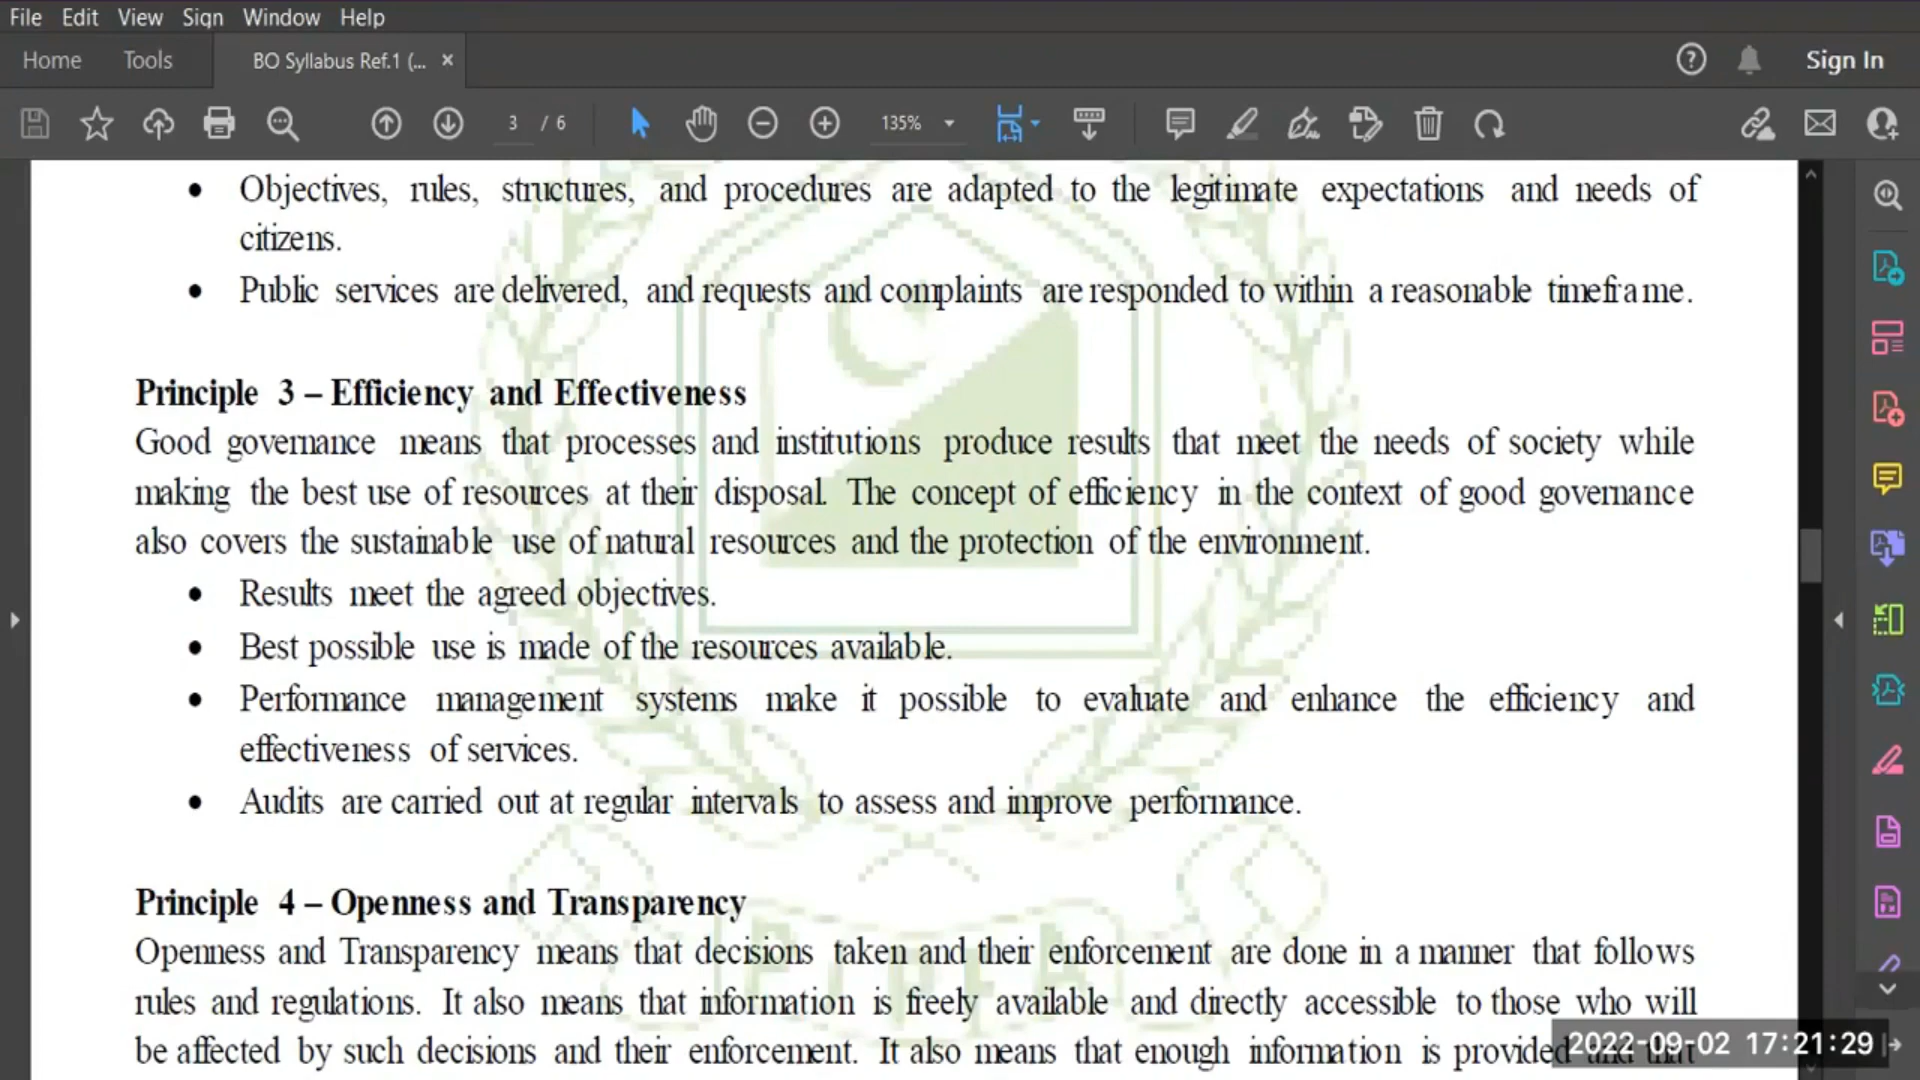 File Edit View Sign Window Help
Home Tools BO Syllabus Ref.1 (... × Sign In
3 / 6 135%
• Objectives, rules, structures, and procedures are adapted to the legitimate expectations and needs of
citizens.
• Public services are delivered, and requests and complaints are responded to within a reasonable timeframe.
Principle 3 – Efficiency and Effectiveness
Good governance means that processes and institutions produce results that meet the needs of society while
making the best use of resources at their disposal. The concept of efficiency in the context of good governance
also covers the sustainable use of natural resources and the protection of the environment.
• Results meet the agreed objectives.
• Best possible use is made of the resources available.
• Performance management systems make it possible to evaluate and enhance the efficiency and
effectiveness of services.
• Audits are carried out at regular intervals to assess and improve performance.
Principle 4 – Openness and Transparency
Openness and Transparency means that decisions taken and their enforcement are done in a manner that follows
rules and regulations. It also means that information is freely available and directly accessible to those who will
be affected by such decisions and their enforcement. It also means that enough information is provided and that
2022-09-02 17:21:29